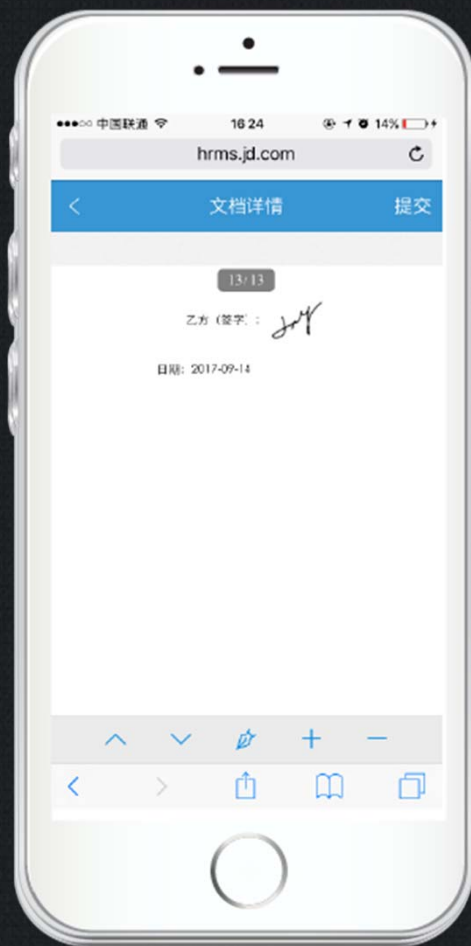 中国联通 16:24 14%
hrms.jd.com
文档详情 提交
13/13
乙方（签字）：
日期：2017-09-14